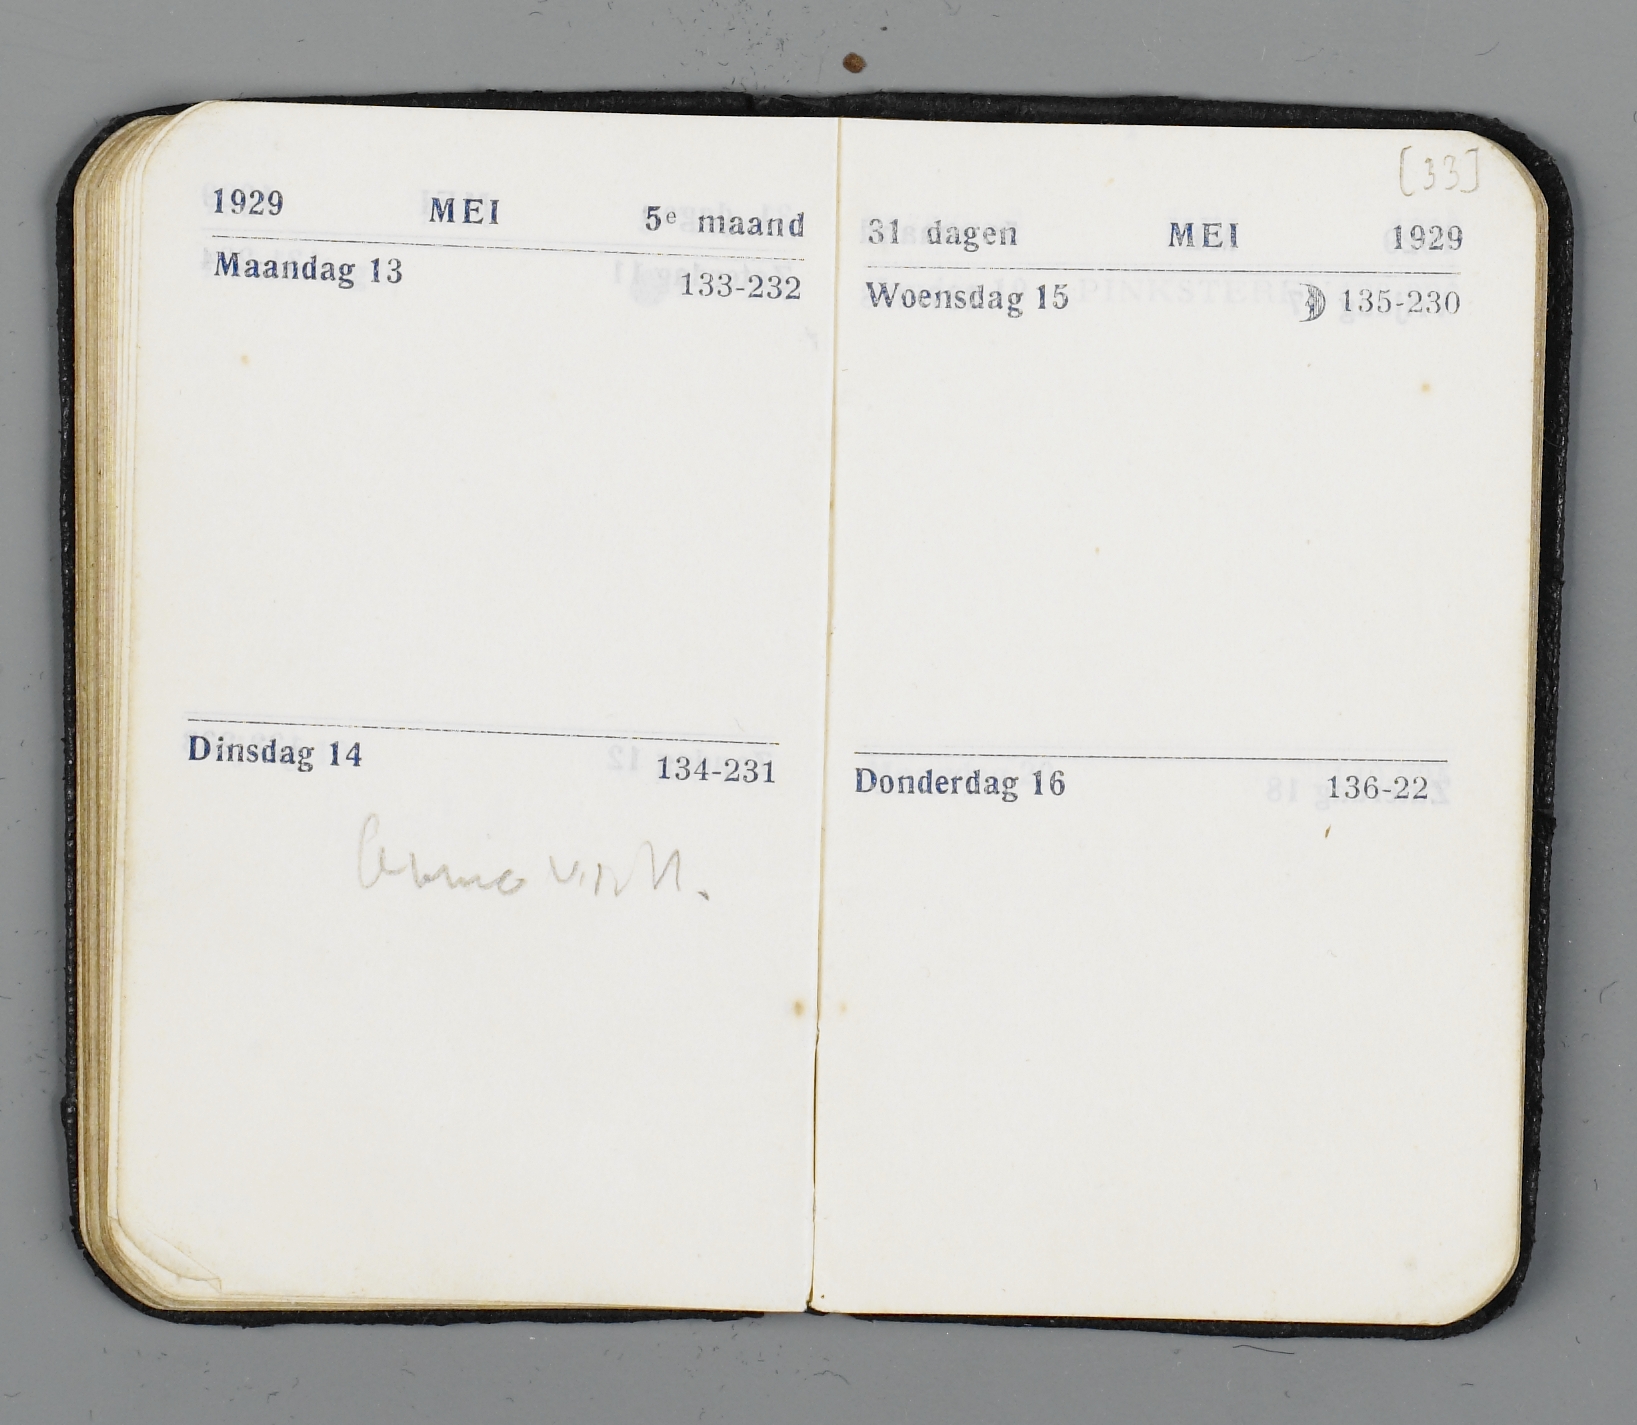 1929 MEI 5e maand
Maandag 13 133-232
Dinsdag 14 134-231
[33]
31 dagen MEI 1929
Woensdag 15 135-230
Donderdag 16 136-22